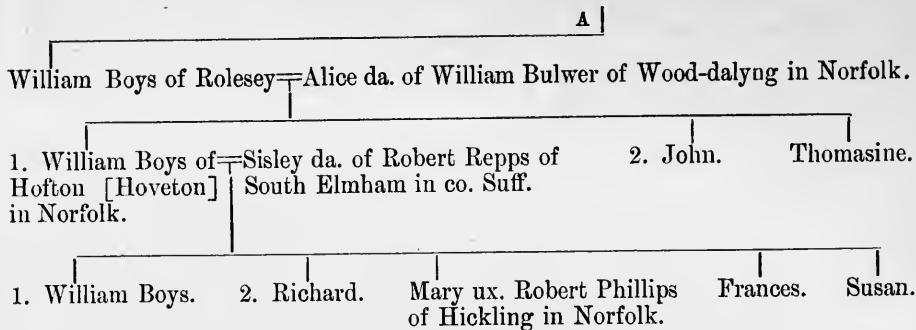 A
William Boys of Rolesey=Alice da. of William Bulwer of Wood-dalyng in Norfolk.
1. William Boys of=Sisley da. of Robert Repps of 2. John. Thomasine.
Hofton [Hoveton] South Elmham in co. Suff.
in Norfolk.
1. William Boys. 2. Richard. Mary ux. Robert Phillips Frances. Susan.
of Hickling in Norfolk.